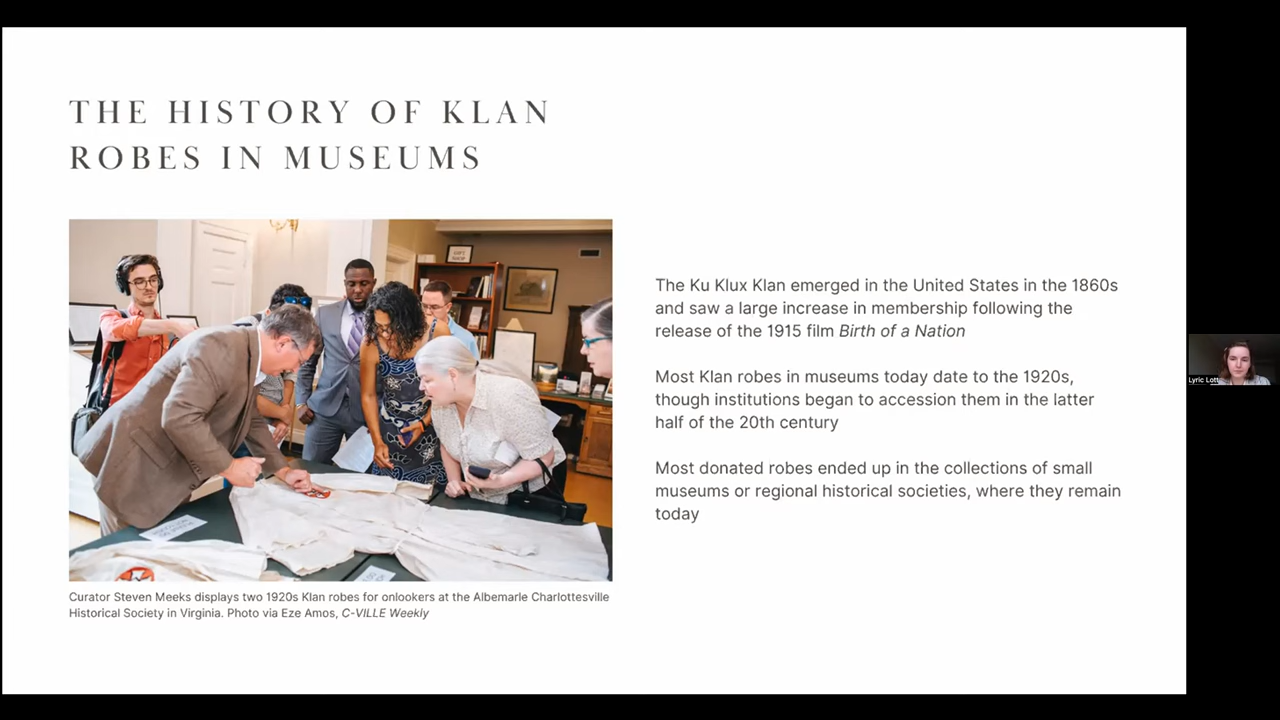 THE HISTORY OF KLAN
ROBES IN MUSEUMS
GIFT
SHOP
The Ku Klux Klan emerged in the United States in the 1860s
and saw a large increase in membership following the
release of the 1915 film Birth of a Nation
Most Klan robes in museums today date to the 1920s,
though institutions began to accession them in the latter
half of the 20th century
Most donated robes ended up in the collections of small
museums or regional historical societies, where they remain
today
Curator Steven Meeks displays two 1920s Klan robes for onlookers at the Albemarle Charlottesville
Historical Society in Virginia. Photo via Eze Amos, C-VILLE Weekly
Lyric Lott